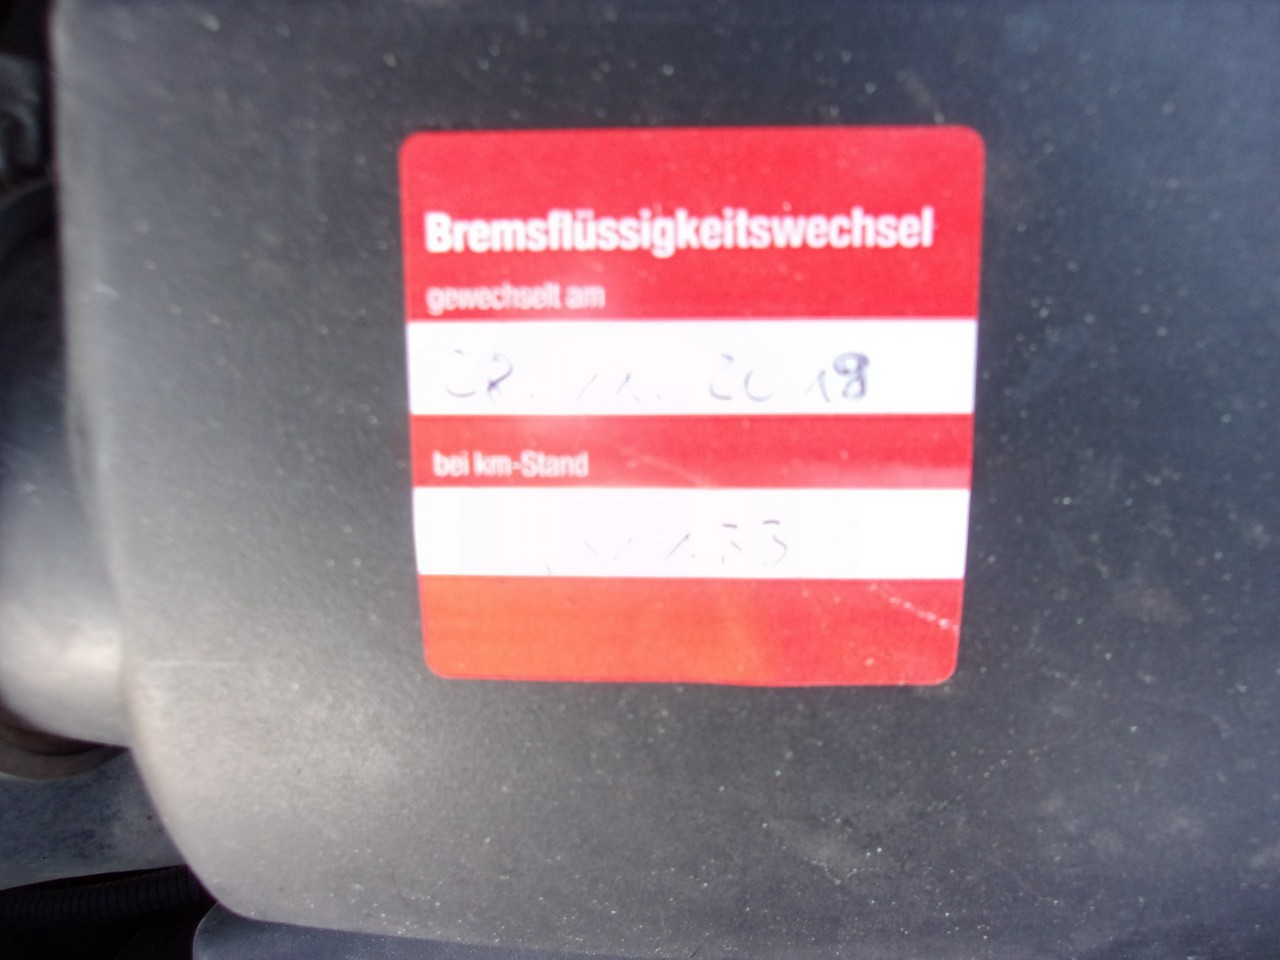 Bremsflüssigkeitswechsel
gewechselt am
2018
bei km-Stand